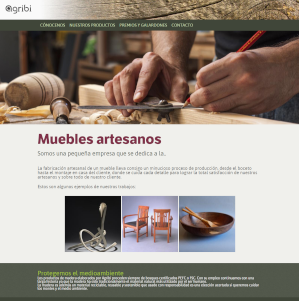 agribi
CÓNOCENOS NUESTROS PRODUCTOS PREMIOS Y GALARDONES CONTACTO
Muebles artesanos
Somos una pequeña empresa que se dedica a la..
La fabricación artesanal de un mueble lleva consigo un minucioso proceso de producción, desde el boceto
hasta el montaje en casa del cliente, donde se cuida cada detalle para lograr la total satisfacción de nuestros
artesanos y sobre todo de nuestro cliente.
Estos son algunos ejemplos de nuestros trabajos:
Protegemos el medioambiente